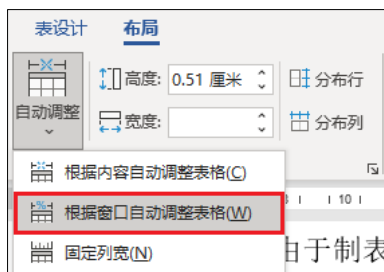 表设计 布局
高度: 0.51 厘米 分布行
自动调整
宽度: 分布列
根据内容自动调整表格(C)
10
根据窗口自动调整表格(W)
固定列宽(N)
由于制表